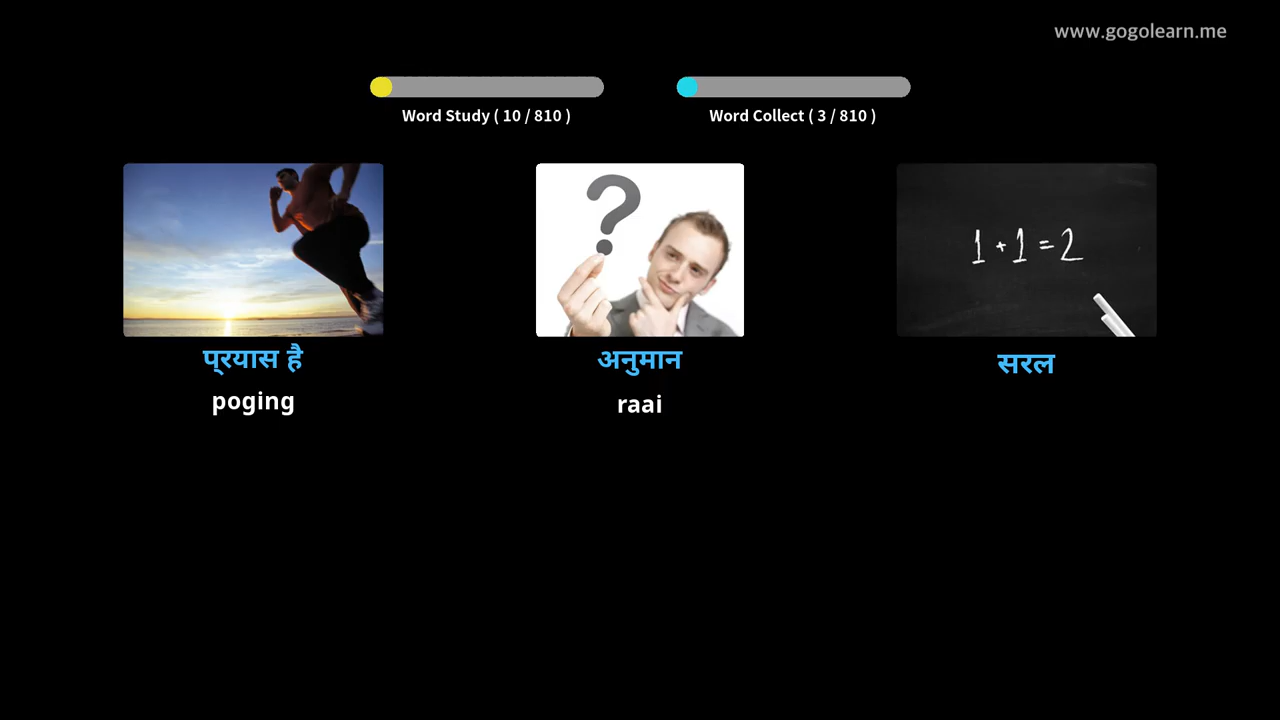 www.gogolearn.me
Word Study ( 10 / 810 )
Word Collect ( 3 / 810 )
1 + 1 = 2
प्रयास है
अनुमान
सरल
poging
raai